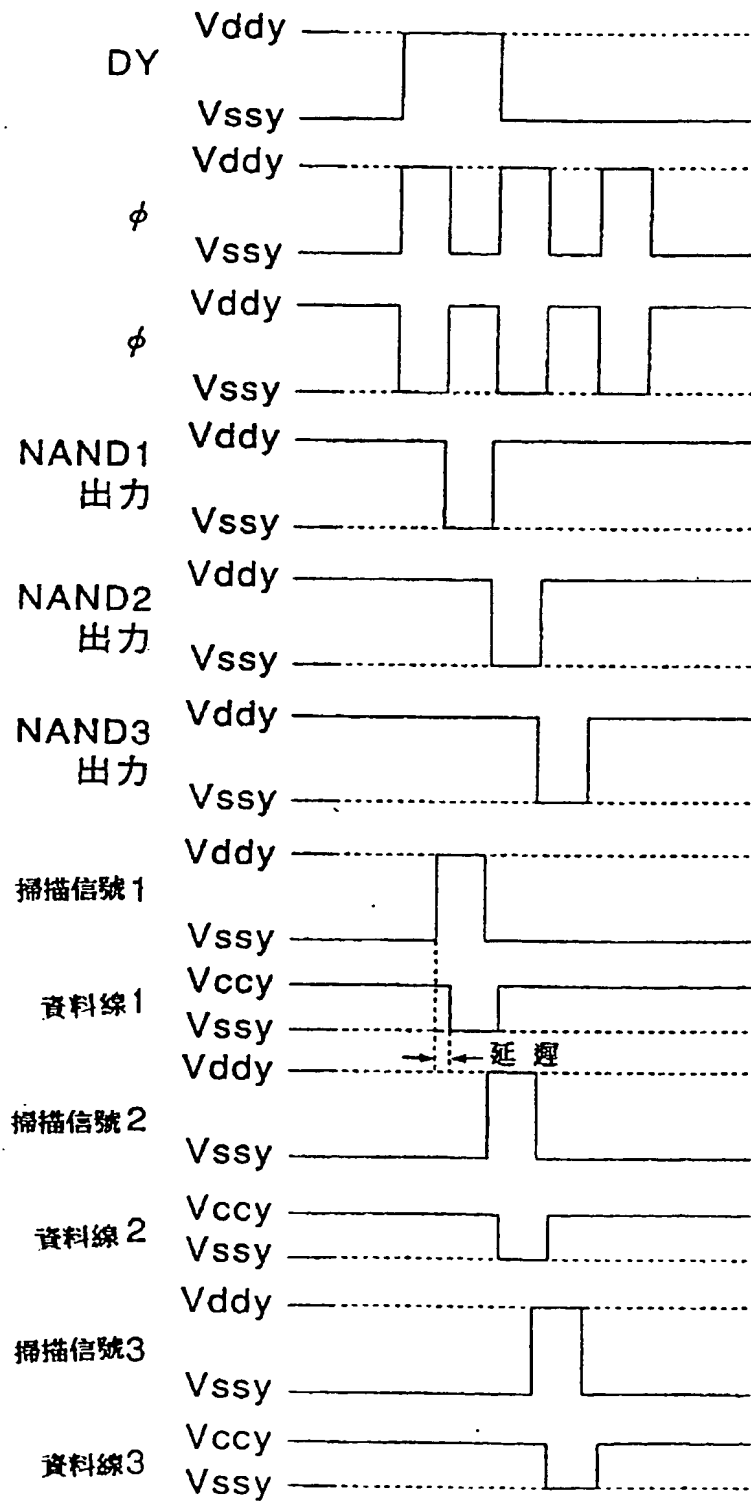 Vddy
DY
Vssy
Vddy
φ
Vssy
Vddy
φ
Vssy
Vddy
NAND1
出力
Vssy
Vddy
NAND2
出力
Vssy
Vddy
NAND3
出力
Vssy
Vddy
掃描信號1
Vssy
Vccy
資料線1
Vssy
延遲
Vddy
掃描信號2
Vssy
Vccy
資料線2
Vssy
Vddy
掃描信號3
Vssy
Vccy
資料線3
Vssy